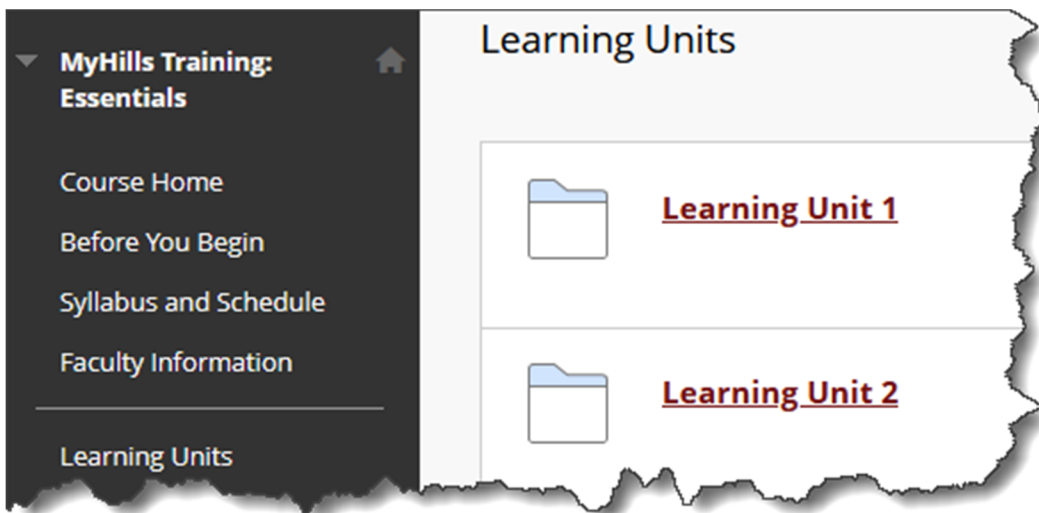 MyHills Training:
Essentials
Course Home
Before You Begin
Syllabus and Schedule
Faculty Information
Learning Units
Learning Units
Learning Unit 1
Learning Unit 2